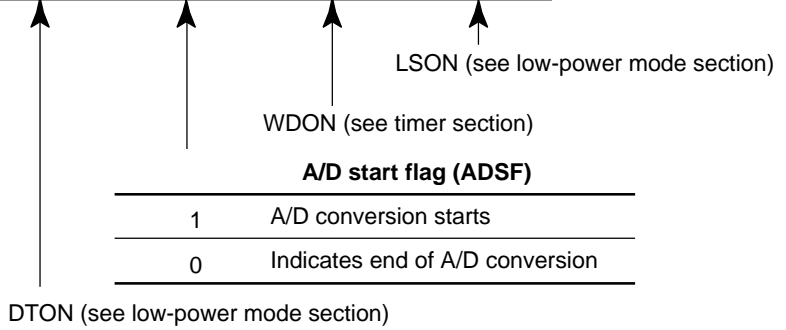 LSON (see low-power mode section)
WDON (see timer section)
A/D start flag (ADSF)
1 A/D conversion starts
0 Indicates end of A/D conversion
DTON (see low-power mode section)